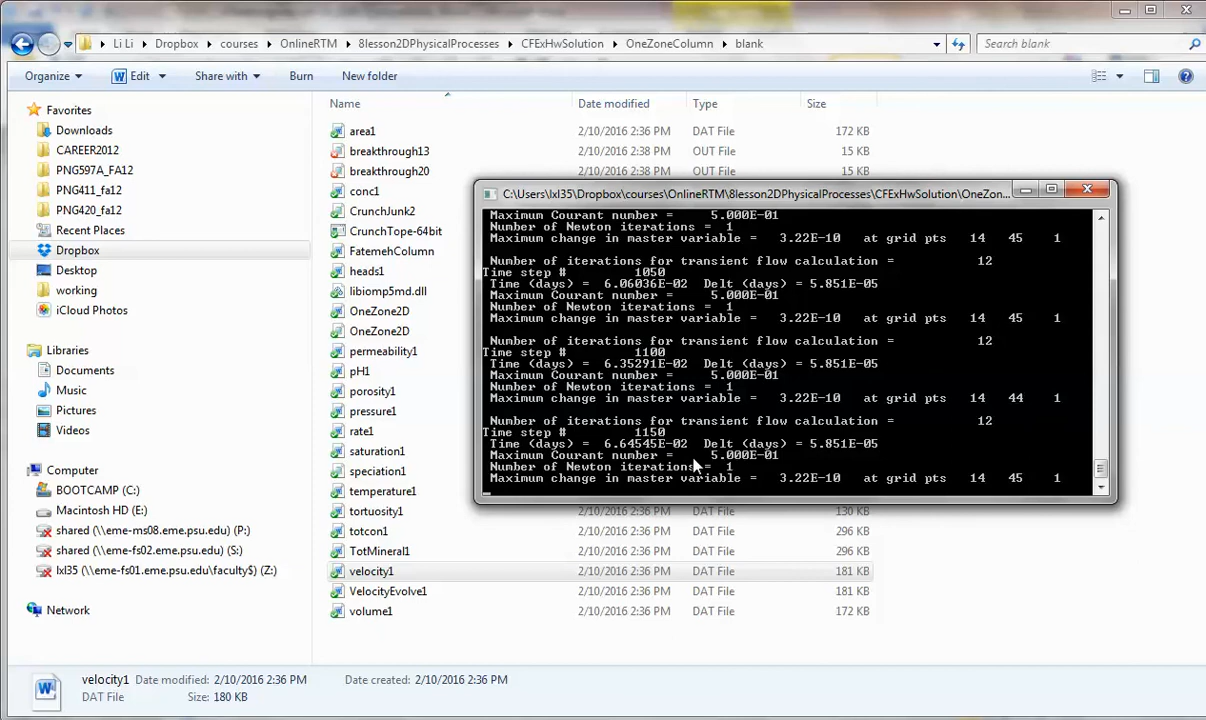 Li Li
Dropbox
courses
OnlineRTM
8lesson2DPhysicalProcesses
CFExHwSolution
OneZoneColumn
blank
Search blank
Organize
Edit
Share with
Burn
New folder
Favorites
Downloads
CAREER2012
PNG597A_FA12
PNG411_fa12
PNG420_fa12
Recent Places
Dropbox
Desktop
working
iCloud Photos
Libraries
Documents
Music
Pictures
Videos
Computer
BOOTCAMP (C:)
Macintosh HD (E:)
shared (\\eme-ms08.eme.psu.edu) (P:)
shared (\\eme-fs02.eme.psu.edu) (S:)
lxl35 (\\eme-fs01.eme.psu.edu\faculty$) (Z:)
Network
Name Date modified Type Size
area1 2/10/2016 2:36 PM DAT File 172 KB
breakthrough13 2/10/2016 2:38 PM OUT File 15 KB
breakthrough20 2/10/2016 2:38 PM OUT File 15 KB
conc1
CrunchJunk2
CrunchTope-64bit
FatemehColumn
heads1
libiomp5md.dll
OneZone2D
OneZone2D
permeability1
pH1
porosity1
pressure1
rate1
saturation1
speciation1
temperature1
tortuosity1 2/10/2016 2:36 PM DAT File 130 KB
totcon1 2/10/2016 2:36 PM DAT File 296 KB
TotMineral1 2/10/2016 2:36 PM DAT File 296 KB
velocity1 2/10/2016 2:36 PM DAT File 181 KB
VelocityEvolve1 2/10/2016 2:36 PM DAT File 181 KB
volume1 2/10/2016 2:36 PM DAT File 172 KB
C:\Users\lxl35\Dropbox\courses\OnlineRTM\8lesson2DPhysicalProcesses\CFExHwSolution\OneZon...
Maximum Courant number = 5.000E-01
Number of Newton iterations = 1
Maximum change in master variable = 3.22E-10 at grid pts 14 45 1
Number of iterations for transient flow calculation = 12
Time step # 1050
Time (days) = 6.06036E-02 Delt (days) = 5.851E-05
Maximum Courant number = 5.000E-01
Number of Newton iterations = 1
Maximum change in master variable = 3.22E-10 at grid pts 14 45 1
Number of iterations for transient flow calculation = 12
Time step # 1100
Time (days) = 6.35291E-02 Delt (days) = 5.851E-05
Maximum Courant number = 5.000E-01
Number of Newton iterations = 1
Maximum change in master variable = 3.22E-10 at grid pts 14 44 1
Number of iterations for transient flow calculation = 12
Time step # 1150
Time (days) = 6.64545E-02 Delt (days) = 5.851E-05
Maximum Courant number = 5.000E-01
Number of Newton iterations = 1
Maximum change in master variable = 3.22E-10 at grid pts 14 45 1
velocity1 Date modified: 2/10/2016 2:36 PM Date created: 2/10/2016 2:36 PM
DAT File Size: 180 KB